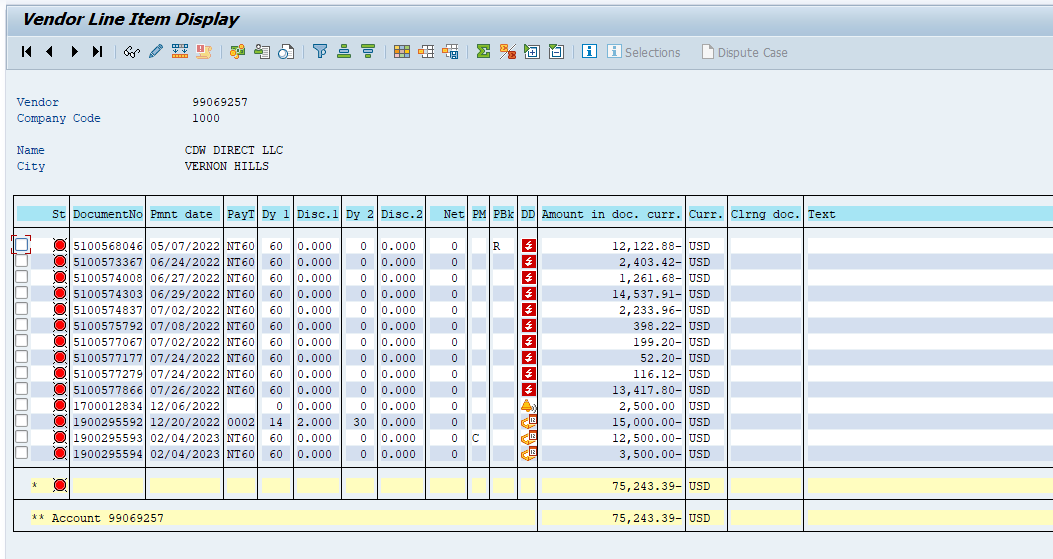 Vendor Line Item Display
Selections Dispute Case
Vendor 99069257
Company Code 1000
Name CDW DIRECT LLC
City VERNON HILLS
St DocumentNo Pmnt date PayT Dy 1 Disc.1 Dy 2 Disc.2 Net PM PBk DD Amount in doc. curr. Curr. Clrng doc. Text
5100568046 05/07/2022 NT60 60 0.000 0 0.000 0 R 12,122.88- USD
5100573367 06/24/2022 NT60 60 0.000 0 0.000 0 2,403.42- USD
5100574008 06/27/2022 NT60 60 0.000 0 0.000 0 1,261.68- USD
5100574303 06/29/2022 NT60 60 0.000 0 0.000 0 14,537.91- USD
5100574837 07/02/2022 NT60 60 0.000 0 0.000 0 2,233.96- USD
5100575792 07/08/2022 NT60 60 0.000 0 0.000 0 398.22- USD
5100577067 07/02/2022 NT60 60 0.000 0 0.000 0 199.20- USD
5100577177 07/24/2022 NT60 60 0.000 0 0.000 0 52.20- USD
5100577279 07/24/2022 NT60 60 0.000 0 0.000 0 116.12- USD
5100577866 07/26/2022 NT60 60 0.000 0 0.000 0 13,417.80- USD
1700012834 12/06/2022 0 0.000 0 0.000 0 2,500.00 USD
1900295592 12/20/2022 0002 14 2.000 30 0.000 0 15,000.00- USD
1900295593 02/04/2023 NT60 60 0.000 0 0.000 0 C 12,500.00- USD
1900295594 02/04/2023 NT60 60 0.000 0 0.000 0 3,500.00- USD
* 75,243.39- USD
** Account 99069257 75,243.39- USD